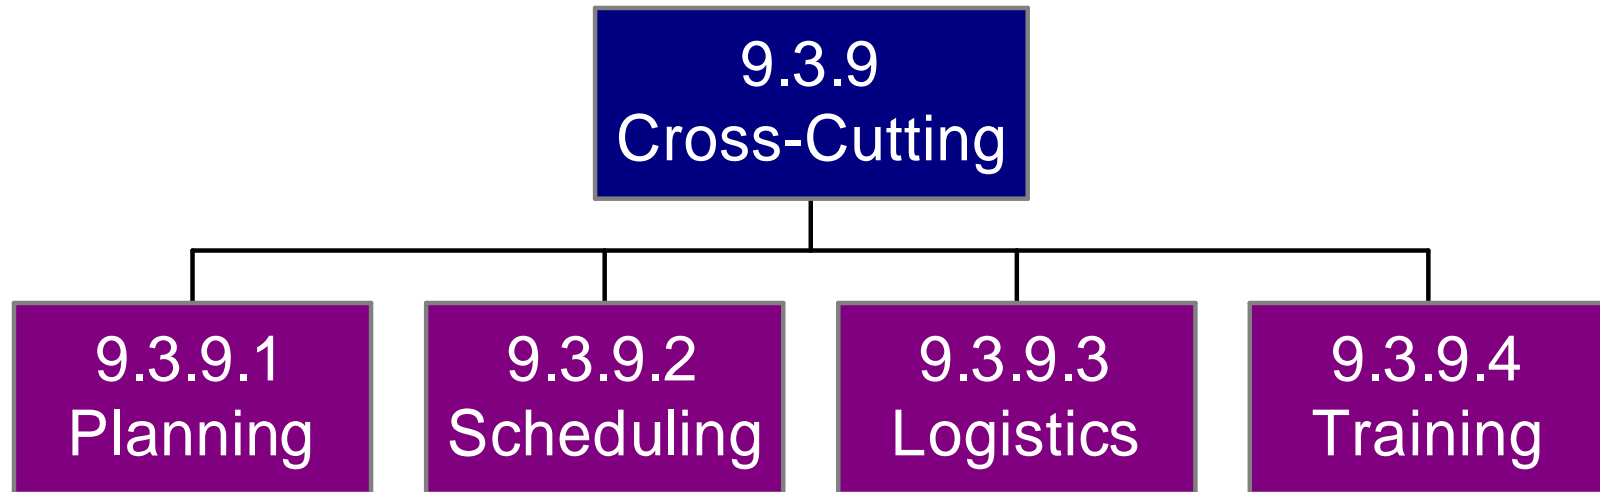 9.3.9
Cross-Cutting
9.3.9.1
Planning
9.3.9.2
Scheduling
9.3.9.3
Logistics
9.3.9.4
Training